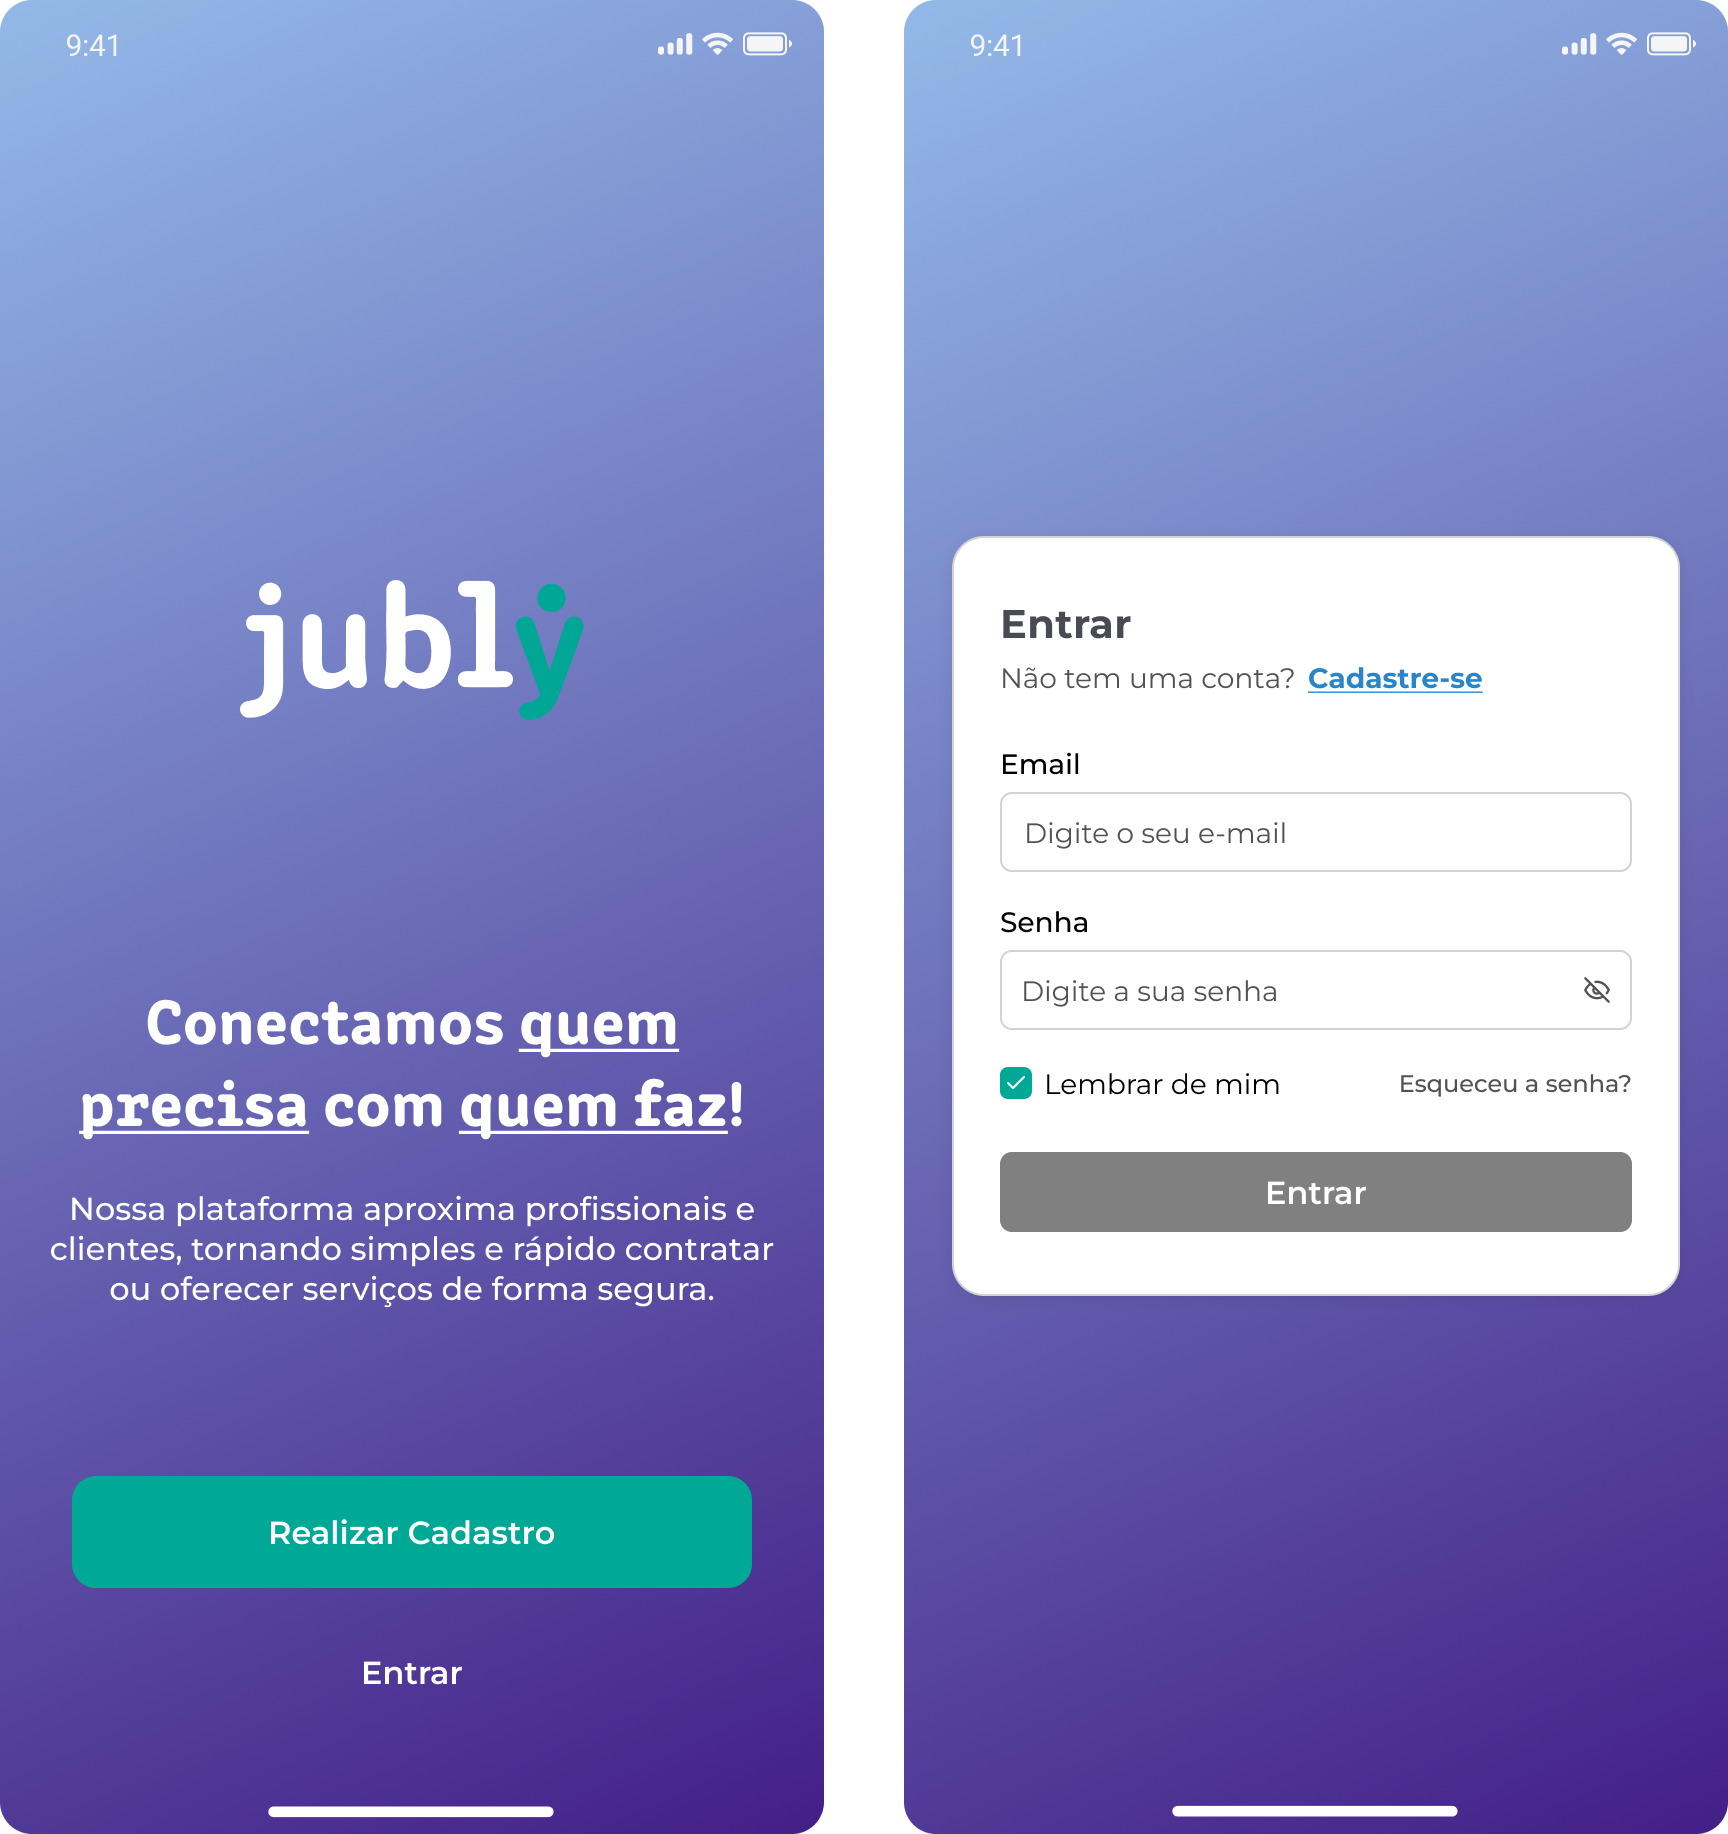 9:41
jubly
Conectamos quem
precisa com quem faz!
Nossa plataforma aproxima profissionais e
clientes, tornando simples e rápido contratar
ou oferecer serviços de forma segura.
Realizar Cadastro
Entrar
9:41
Entrar
Não tem uma conta? Cadastre-se
Email
Digite o seu e-mail
Senha
Digite a sua senha
Lembrar de mim
Esqueceu a senha?
Entrar